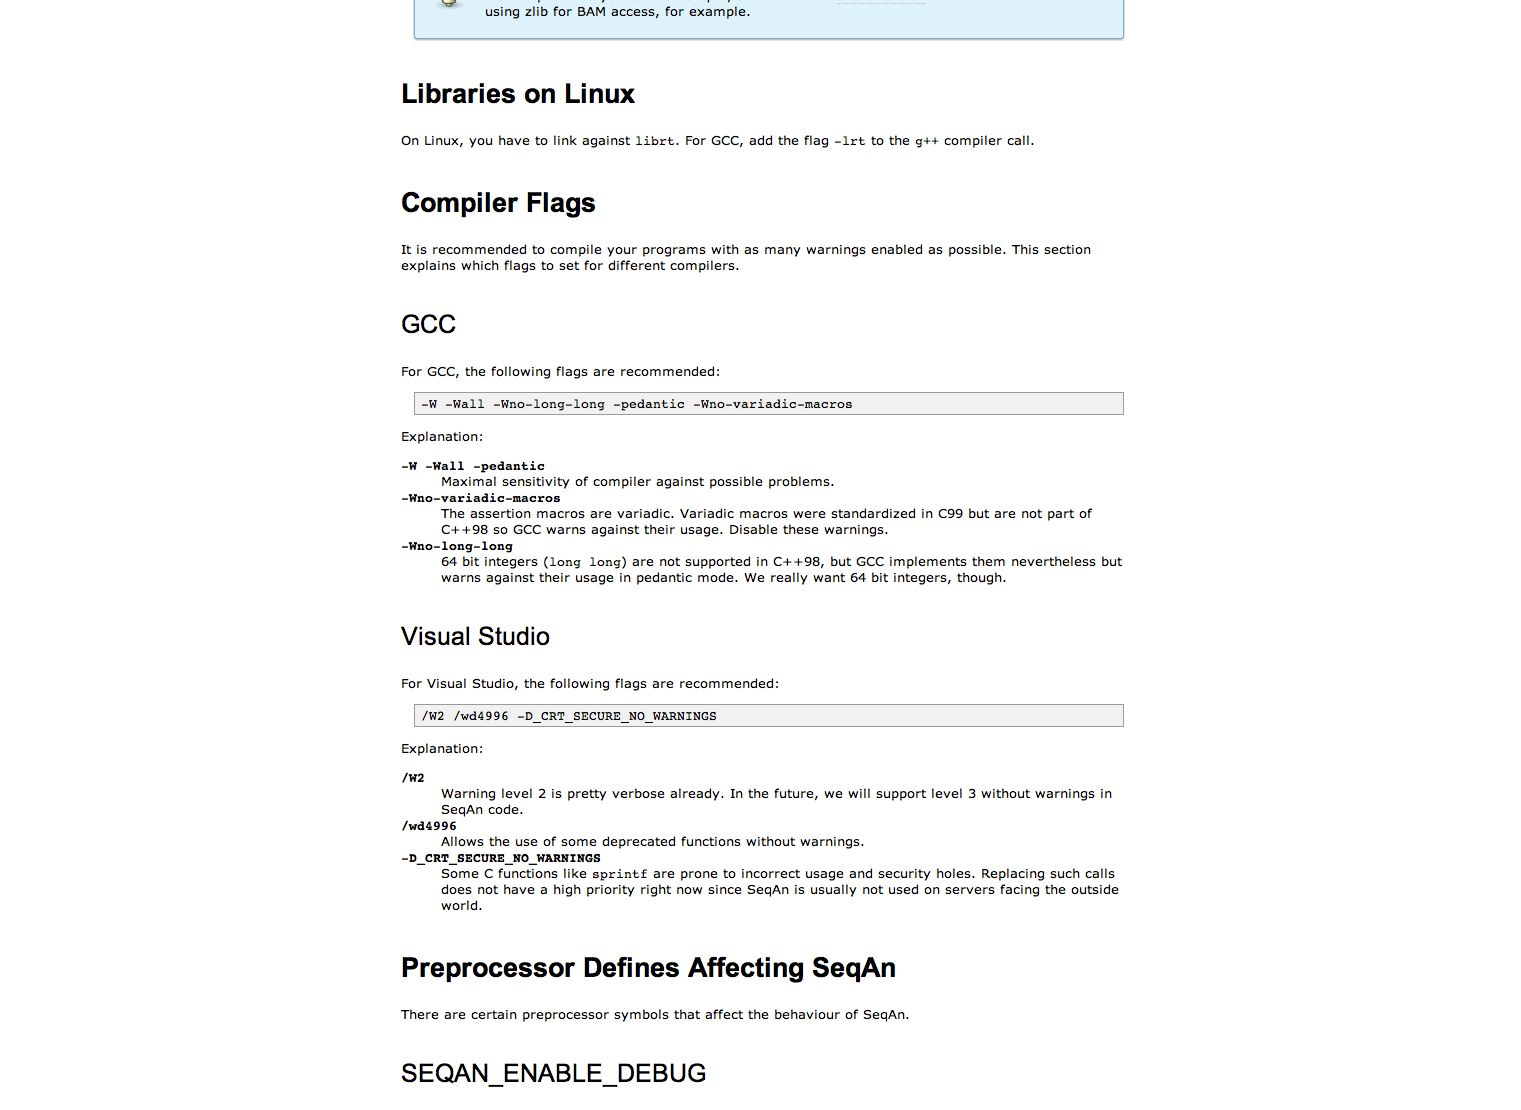 using zlib for BAM access, for example.
Libraries on Linux
On Linux, you have to link against librt. For GCC, add the flag -lrt to the g++ compiler call.
Compiler Flags
It is recommended to compile your programs with as many warnings enabled as possible. This section
explains which flags to set for different compilers.
GCC
For GCC, the following flags are recommended:
-W -Wall -Wno-long-long -pedantic -Wno-variadic-macros
Explanation:
-W -Wall -pedantic
Maximal sensitivity of compiler against possible problems.
-Wno-variadic-macros
The assertion macros are variadic. Variadic macros were standardized in C99 but are not part of
C++98 so GCC warns against their usage. Disable these warnings.
-Wno-long-long
64 bit integers (long long) are not supported in C++98, but GCC implements them nevertheless but
warns against their usage in pedantic mode. We really want 64 bit integers, though.
Visual Studio
For Visual Studio, the following flags are recommended:
/W2 /wd4996 -D_CRT_SECURE_NO_WARNINGS
Explanation:
/W2
Warning level 2 is pretty verbose already. In the future, we will support level 3 without warnings in
SeqAn code.
/wd4996
Allows the use of some deprecated functions without warnings.
-D_CRT_SECURE_NO_WARNINGS
Some C functions like sprintf are prone to incorrect usage and security holes. Replacing such calls
does not have a high priority right now since SeqAn is usually not used on servers facing the outside
world.
Preprocessor Defines Affecting SeqAn
There are certain preprocessor symbols that affect the behaviour of SeqAn.
SEQAN_ENABLE_DEBUG